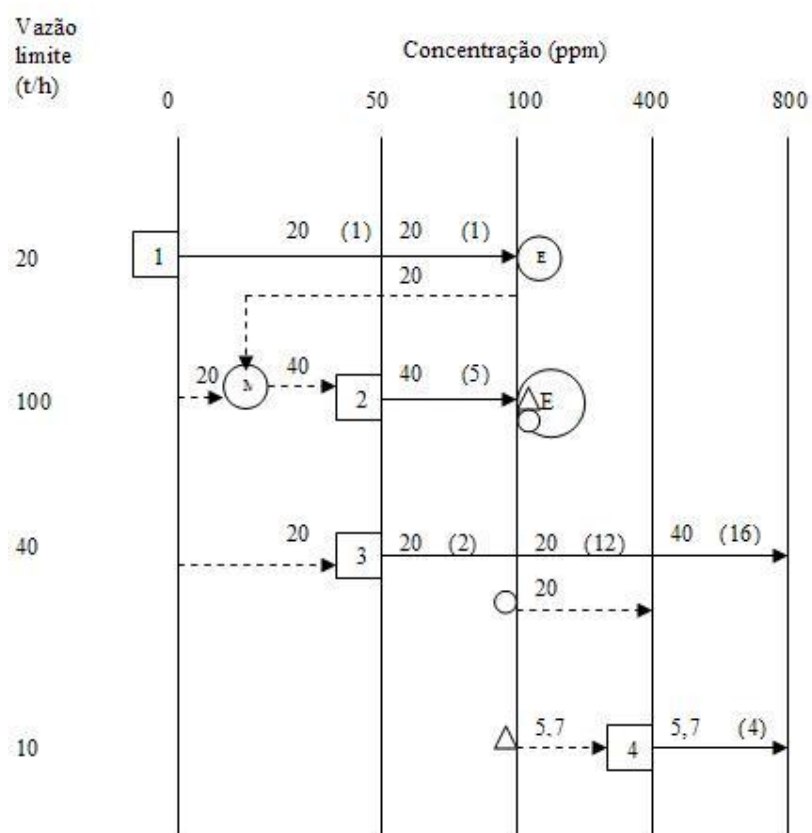 Vazão
limite
(t/h)
Concentração (ppm)
0 50 100 400 800
20 (1) 20 (1)
20 1 E
20
20 40 40 (5)
100 2 E
40 20 20 (2) 20 (12) 40 (16)
3
20
5,7 5,7 (4)
10 4